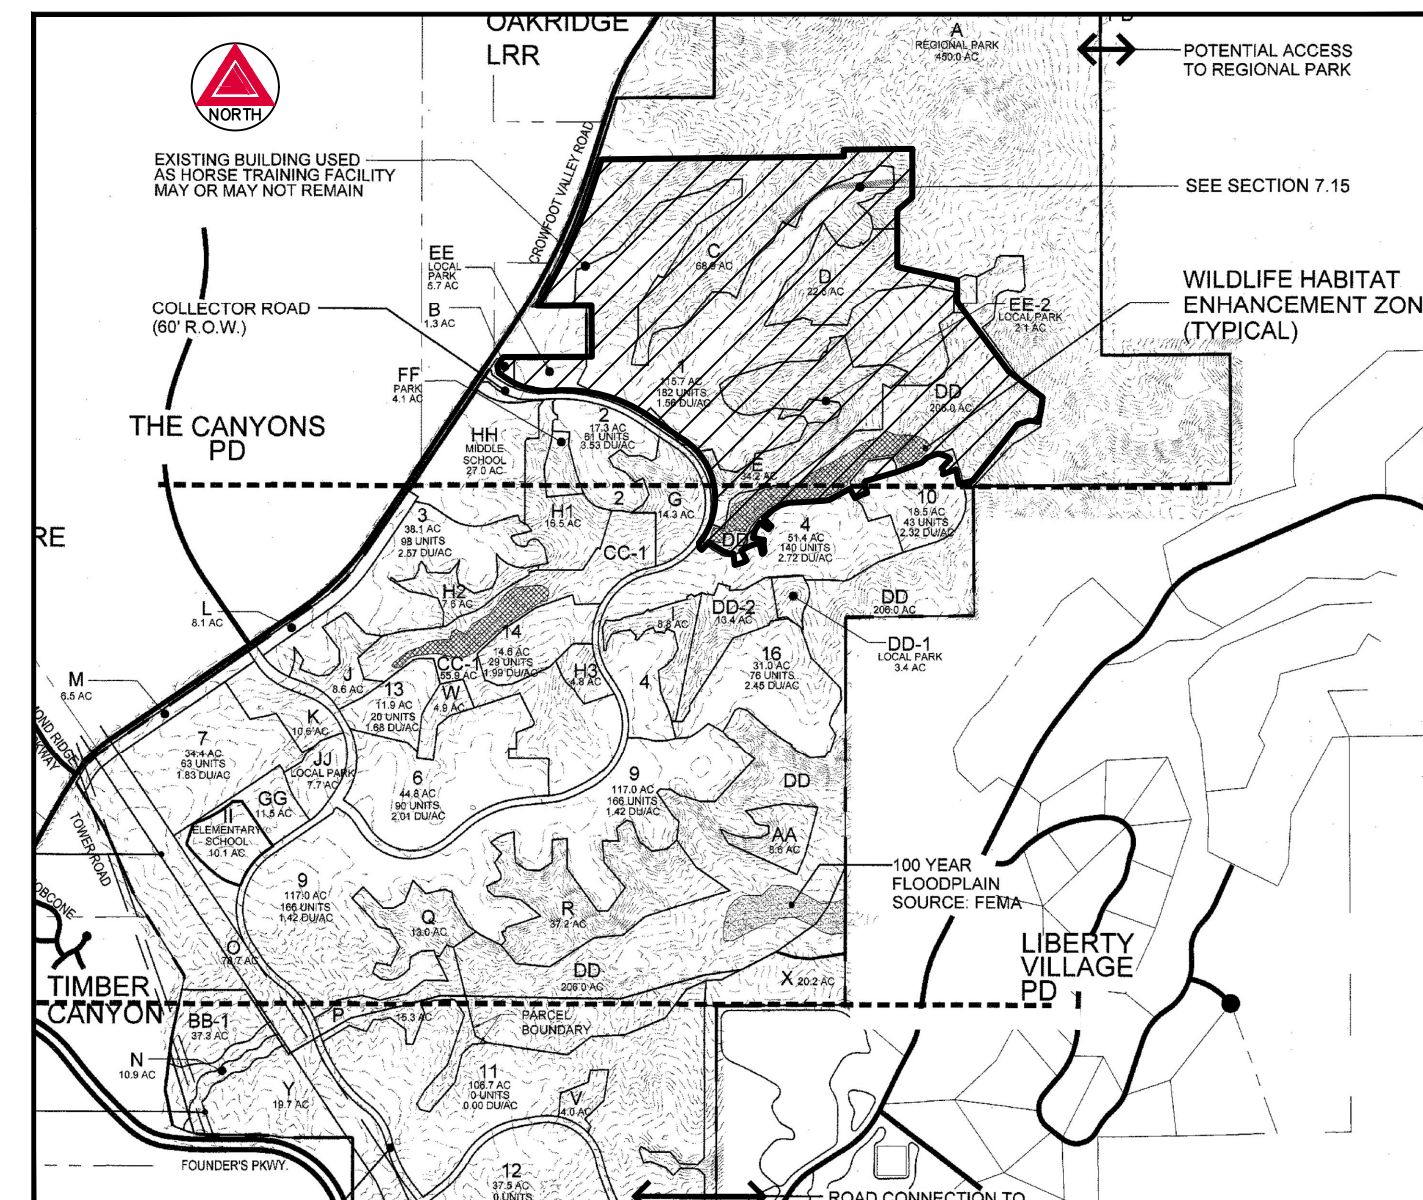 OAKRIDGE
LRR
NORTH
A
REGIONAL PARK
450.0 AC
POTENTIAL ACCESS
TO REGIONAL PARK
EXISTING BUILDING USED
AS HORSE TRAINING FACILITY
MAY OR MAY NOT REMAIN
CROWFOOT VALLEY ROAD
SEE SECTION 7.15
EE
LOCAL
PARK
5.7 AC
C
D
EE-2
LOCAL PARK
2.1 AC
WILDLIFE HABITAT
ENHANCEMENT ZON
(TYPICAL)
COLLECTOR ROAD
(60' R.O.W.)
B
1.3 AC
FF
PARK
4.1 AC
1
115.7 AC
182 UNITS
DD
206.0 AC
THE CANYONS
PD
HH
MIDDLE
SCHOOL
27.0 AC
2
17.3 AC
61 UNITS
3.53 DU/AC
E
34.2 AC
2
G
14.3 AC
H1
16.5 AC
3
38.1 AC
98 UNITS
2.57 DU/AC
CC-1
DD
4
51.4 AC
140 UNITS
2.72 DU/AC
10
18.5 AC
43 UNITS
2.32 DU/AC
RE
H2
7.5 AC
L
8.1 AC
14
14.6 AC
29 UNITS
1.99 DU/AC
I
8.8 AC
DD-2
13.4 AC
DD
206.0 AC
DD-1
LOCAL PARK
3.4 AC
M
6.5 AC
J
8.6 AC
CC-1
55.9 AC
13
11.9 AC
20 UNITS
1.68 DU/AC
W
4.9 AC
H3
4.8 AC
4
16
31.0 AC
76 UNITS
2.45 DU/AC
K
10.6 AC
7
34.4 AC
63 UNITS
1.83 DU/AC
JJ
LOCAL PARK
7.7 AC
6
44.8 AC
90 UNITS
2.01 DU/AC
9
117.0 AC
166 UNITS
1.42 DU/AC
DD
OND RIDGE
KWAY
GG
11.5 AC
II
ELEMENTARY
SCHOOL
10.1 AC
TOWER ROAD
AA
8.6 AC
100 YEAR
FLOODPLAIN
SOURCE: FEMA
9
117.0 AC
166 UNITS
1.42 DU/AC
OBCONE
Q
13.0 AC
R
37.2 AC
O
78.7 AC
DD
206.0 AC
X 20.2 AC
LIBERTY
VILLAGE
PD
TIMBER
CANYON
BB-1
37.3 AC
P
15.3 AC
PARCEL
BOUNDARY
N
10.9 AC
Y
19.7 AC
11
106.7 AC
0 UNITS
0.00 DU/AC
V
4.0 AC
FOUNDER'S PKWY.
12
37.5 AC
0 UNITS
ROAD CONNECTION TO